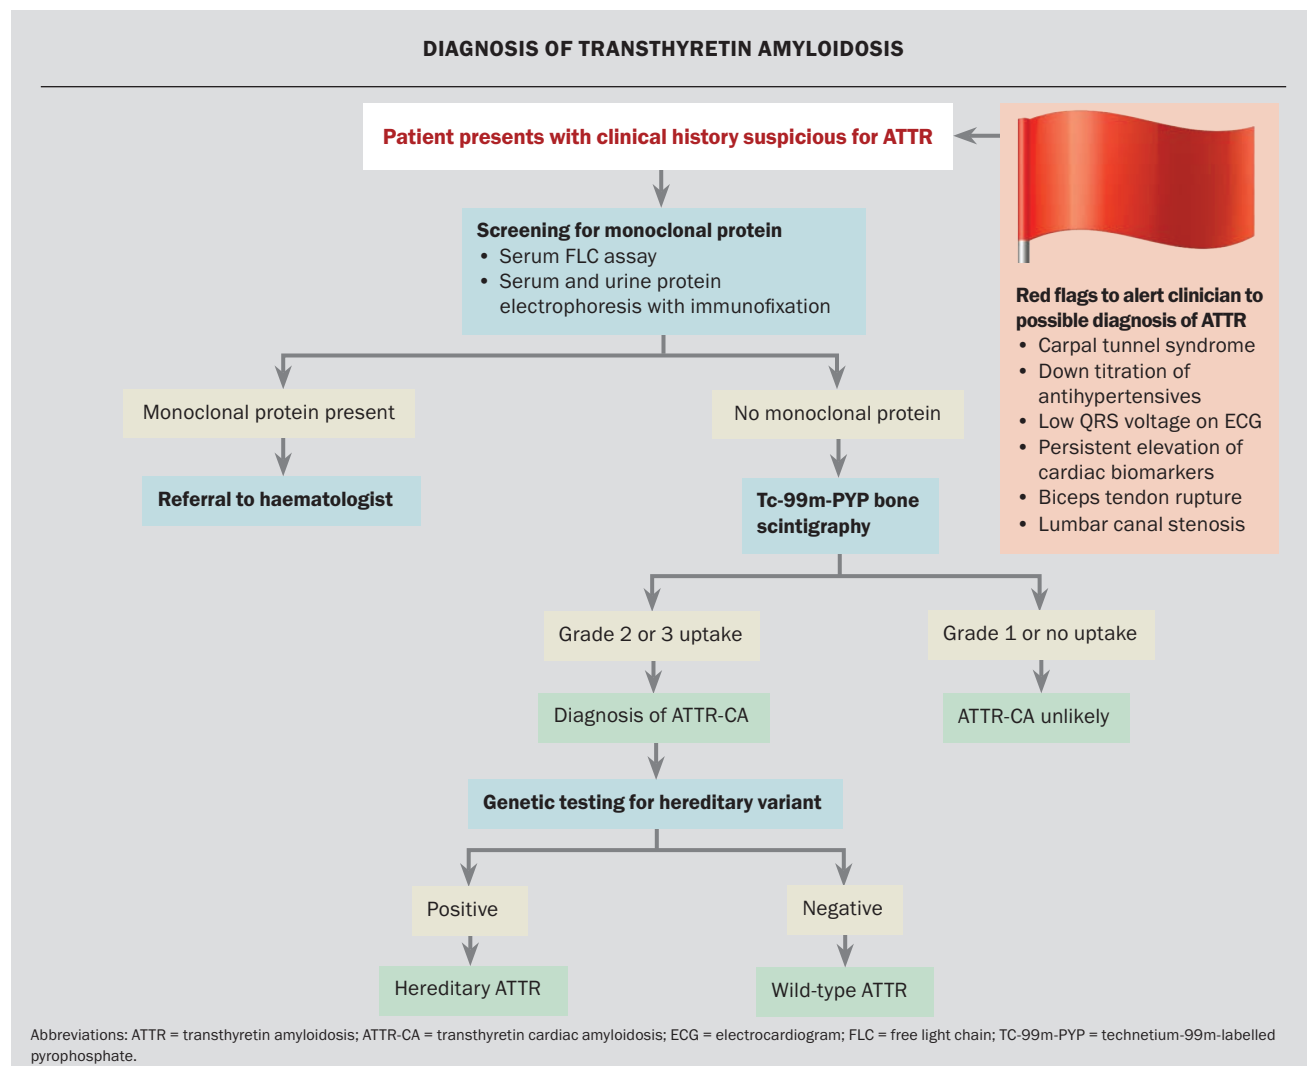 DIAGNOSIS OF TRANSTHYRETIN AMYLOIDOSIS
Patient presents with clinical history suspicious for ATTR
Screening for monoclonal protein
• Serum FLC assay
• Serum and urine protein
electrophoresis with immunofixation
Red flags to alert clinician to
possible diagnosis of ATTR
• Carpal tunnel syndrome
• Down titration of
antihypertensives
• Low QRS voltage on ECG
• Persistent elevation of
cardiac biomarkers
• Biceps tendon rupture
• Lumbar canal stenosis
Monoclonal protein present
No monoclonal protein
Referral to haematologist
Tc-99m-PYP bone
scintigraphy
Grade 2 or 3 uptake
Grade 1 or no uptake
Diagnosis of ATTR-CA
ATTR-CA unlikely
Genetic testing for hereditary variant
Positive
Negative
Hereditary ATTR
Wild-type ATTR
Abbreviations: ATTR = transthyretin amyloidosis; ATTR-CA = transthyretin cardiac amyloidosis; ECG = electrocardiogram; FLC = free light chain; TC-99m-PYP = technetium-99m-labelled
pyrophosphate.